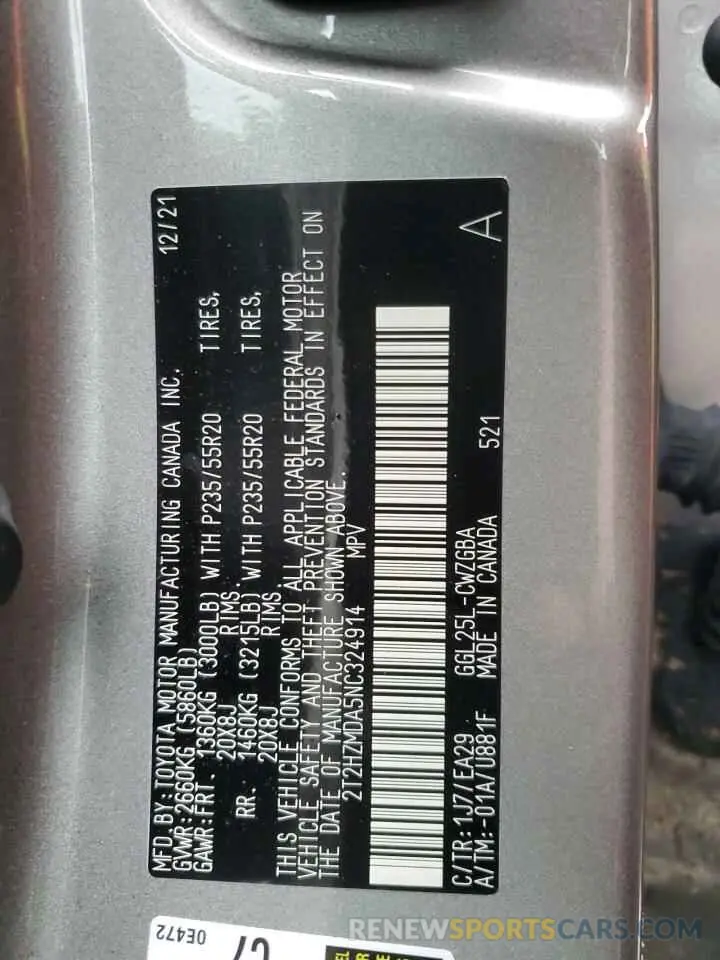 MFD.BY:TOYOTA MOTOR MANUFACTURING CANADA INC. 12/21
GVWR:2660KG (5860LB)
GAWR:FRT. 1360KG (3000LB) WITH P235/55R20 TIRES,
20X8J RIMS
RR. 1460KG (3215LB) WITH P235/55R20 TIRES,
20X8J RIMS
THIS VEHICLE CONFORMS TO ALL APPLICABLE FEDERAL MOTOR
VEHICLE SAFETY AND THEFT PREVENTION STANDARDS IN EFFECT ON
THE DATE OF MANUFACTURE SHOWN ABOVE.
2T2HZMDA5NC324914 MPV
C/TR:1J7/EA29 GGL25L-CWZGBA A
A/TM:-01A/U881F MADE IN CANADA 521
0E472
RENEWSPORTSCARS.COM